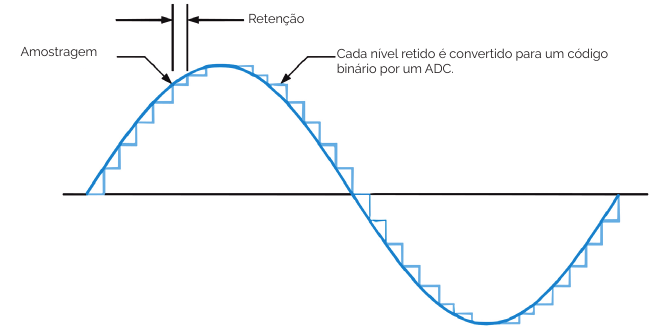 Retenção
Amostragem
Cada nível retido é convertido para um código
binário por um ADC.